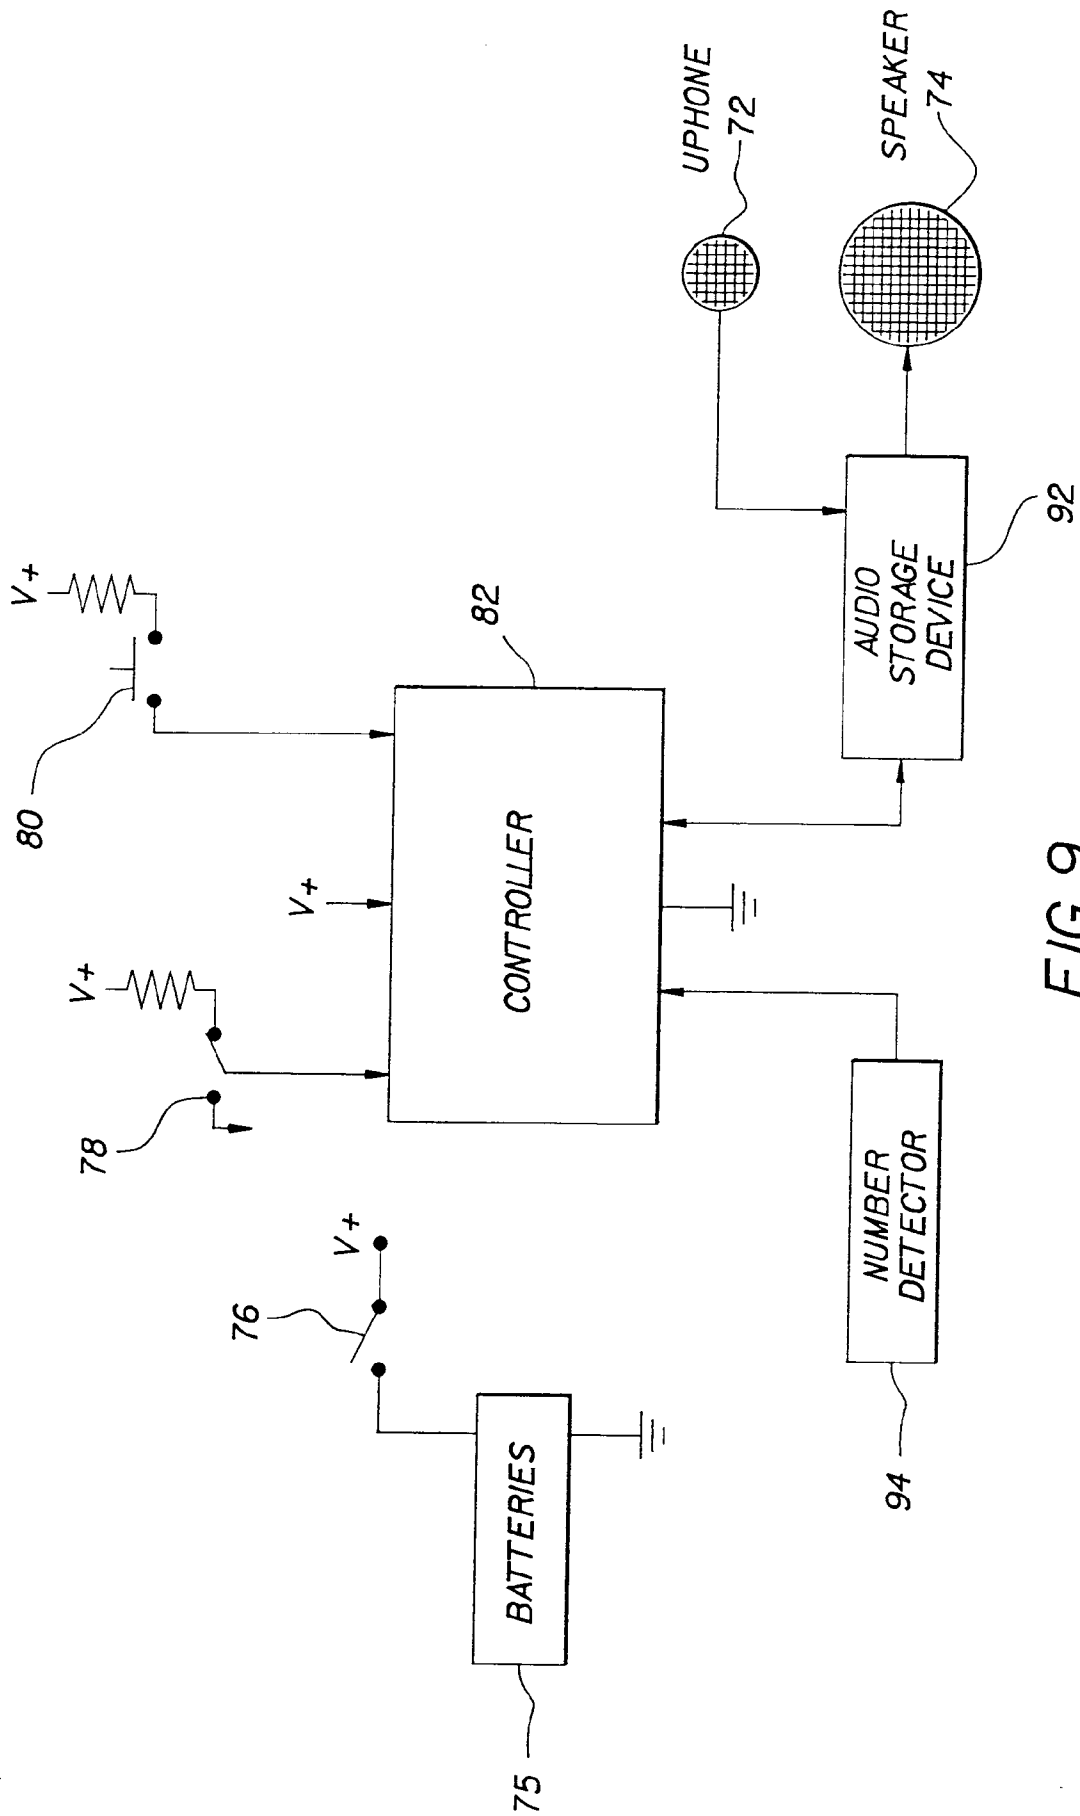 V+
80
V+
78
V+
82
CONTROLLER
V+
76
BATTERIES
75
NUMBER
DETECTOR
94
AUDIO
STORAGE
DEVICE
92
UPHONE
72
SPEAKER
74
FIG. 9